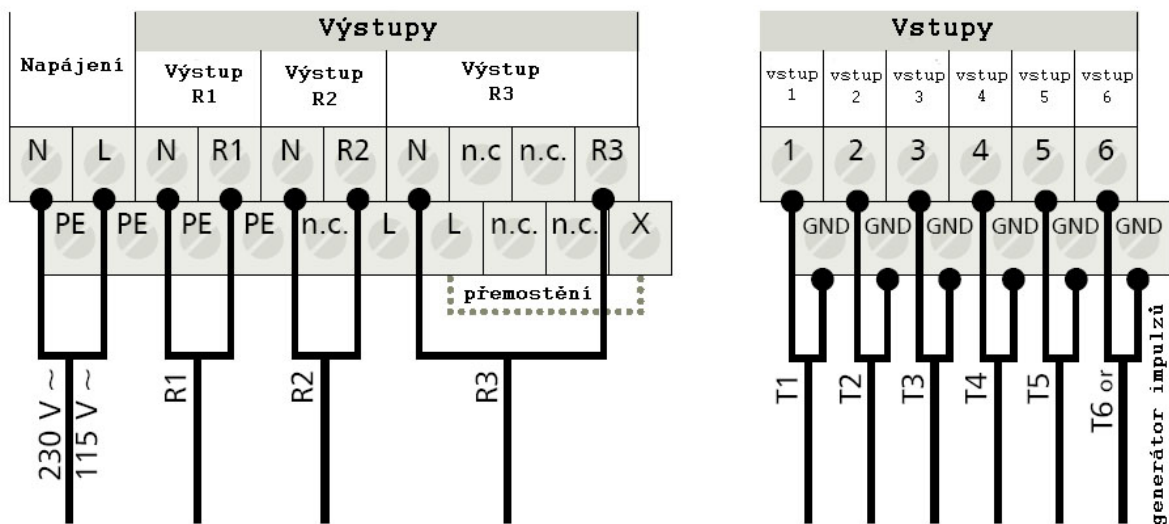 Výstupy
Napájení
Výstup R1
Výstup R2
Výstup R3
N L N R1 N R2 N n.c n.c. R3
PE PE PE PE n.c. L L n.c. n.c. X
přemostění
230 V ~
115 V ~
R1
R2
R3
Vstupy
vstup 1
vstup 2
vstup 3
vstup 4
vstup 5
vstup 6
1 2 3 4 5 6
GND GND GND GND GND GND
T1
T2
T3
T4
T5
T6 or
generátor impulzů